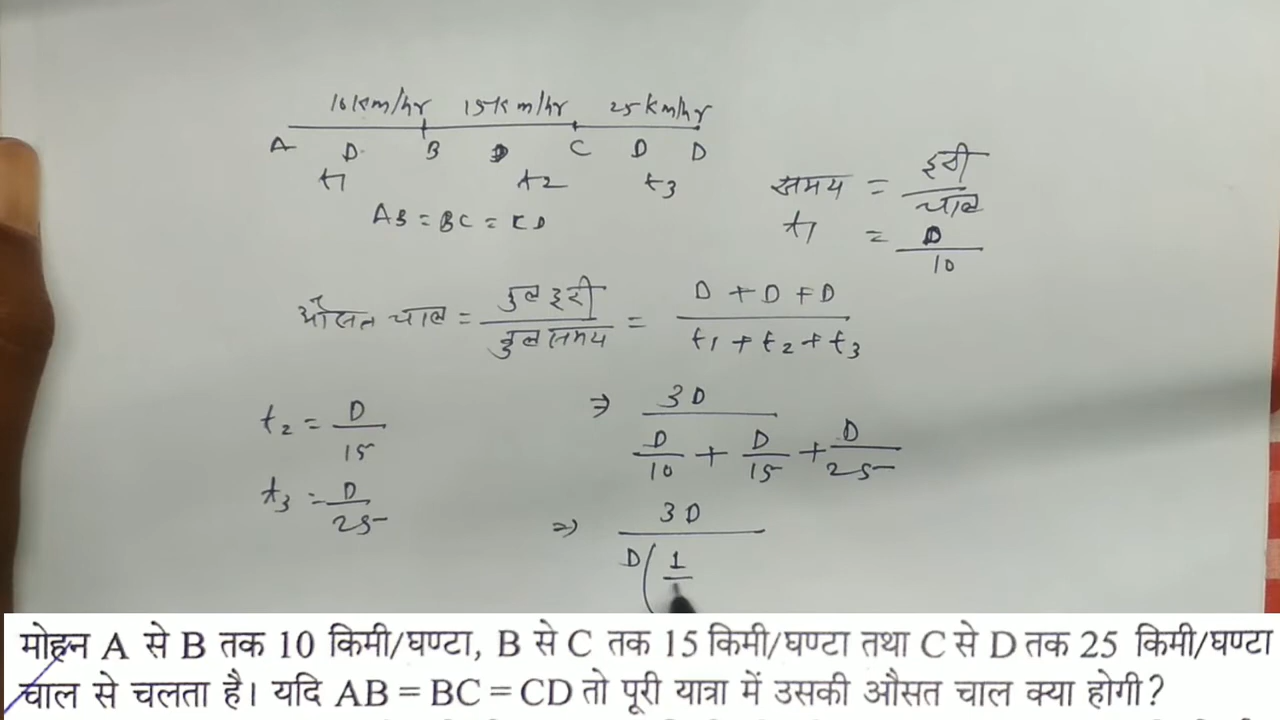 10km/hr 15km/hr 25km/hr
A D B D C D D
t1 t2 t3
AB = BC = CD
समय = दूरी / चाल
t1 = D / 10
औसत चाल = कुल दूरी / कुल समय = D + D + D / t1 + t2 + t3
t2 = D / 15
⇒ 3D / D/10 + D/15 + D/25
t3 = D / 25
⇒ 3D / D( 1
मोहन A से B तक 10 किमी/घण्टा, B से C तक 15 किमी/घण्टा तथा C से D तक 25 किमी/घण्टा
चाल से चलता है। यदि AB = BC = CD तो पूरी यात्रा में उसकी औसत चाल क्या होगी?